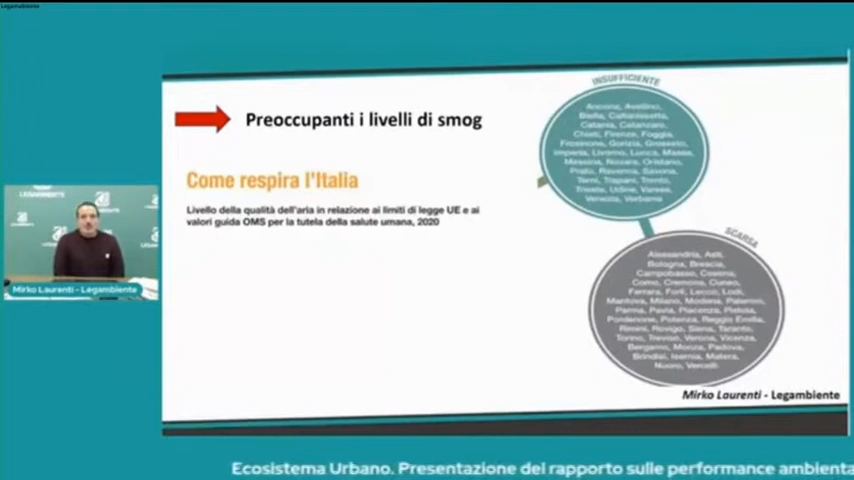 Legambiente
Preoccupanti i livelli di smog
Come respira l'Italia
Livello della qualità dell'aria in relazione ai limiti di legge UE e ai
valori guida OMS per la tutela della salute umana, 2020
INSUFFICIENTE
Ancona, Avellino,
Biella, Caltanissetta,
Catania, Catanzaro,
Chieti, Firenze, Foggia,
Frosinone, Gorizia, Grosseto,
Imperia, Livorno, Lucca, Massa,
Messina, Novara, Oristano,
Prato, Ravenna, Savona,
Terni, Trapani, Trento,
Trieste, Udine, Varese,
Venezia, Verbania
SCARSA
Alessandria, Asti,
Bologna, Brescia,
Campobasso, Cosenza,
Como, Cremona, Cuneo,
Ferrara, Forlì, Lecco, Lodi,
Mantova, Milano, Modena, Palermo,
Parma, Pavia, Piacenza, Pistoia,
Pordenone, Potenza, Reggio Emilia,
Rimini, Rovigo, Siena, Taranto,
Torino, Treviso, Verona, Vicenza,
Bergamo, Monza, Padova,
Brindisi, Isernia, Matera,
Nuoro, Vercelli
LEGAMBIENTE
Mirko Laurenti - Legambiente
Mirko Laurenti - Legambiente
Ecosistema Urbano. Presentazione del rapporto sulle performance ambienta